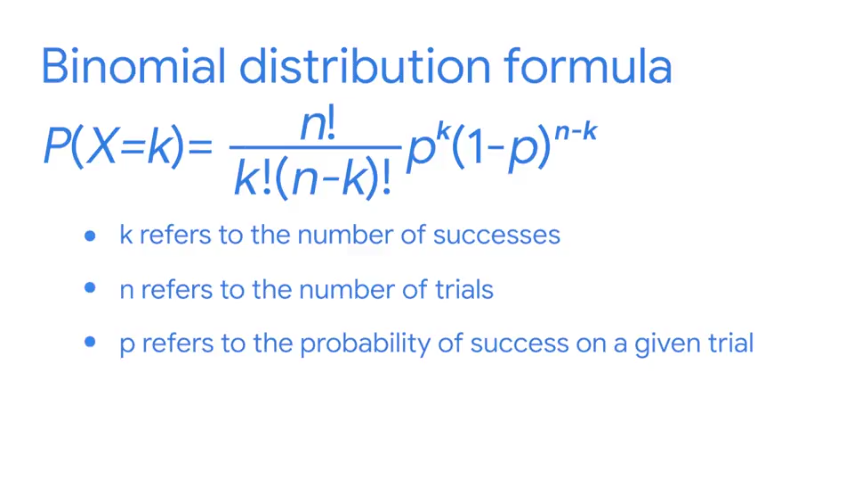 Binomial distribution formula
P(X=k)= n!/k!(n-k)! pᵏ(1-p)ⁿ⁻ᵏ
• k refers to the number of successes
• n refers to the number of trials
• p refers to the probability of success on a given trial